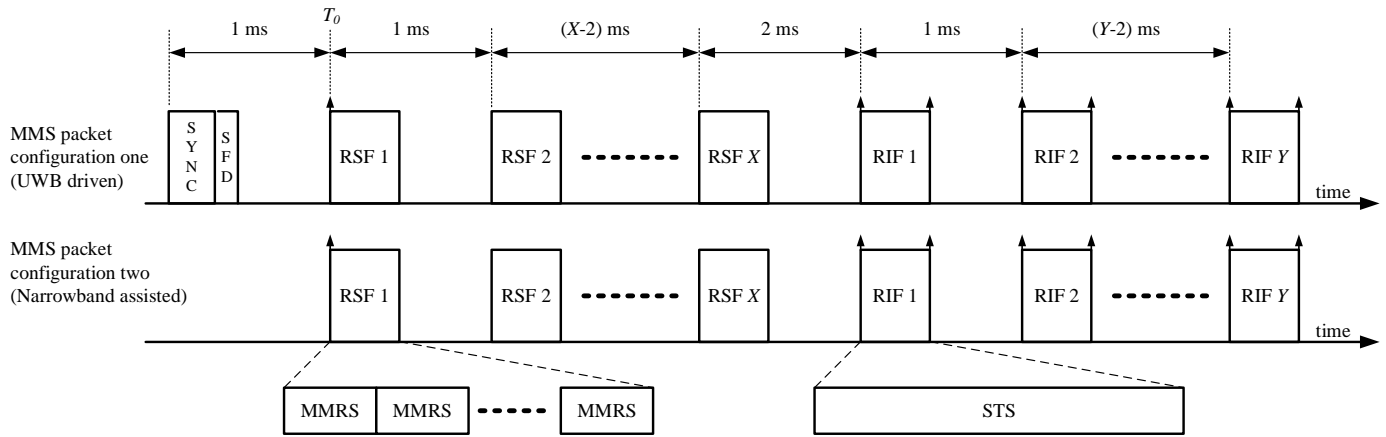 T0
1 ms 1 ms (X-2) ms 2 ms 1 ms (Y-2) ms
MMS packet
configuration one
(UWB driven)
SYNC SFD RSF 1 RSF 2 RSF X RIF 1 RIF 2 RIF Y
time
MMS packet
configuration two
(Narrowband assisted)
RSF 1 RSF 2 RSF X RIF 1 RIF 2 RIF Y
time
MMRS MMRS MMRS STS